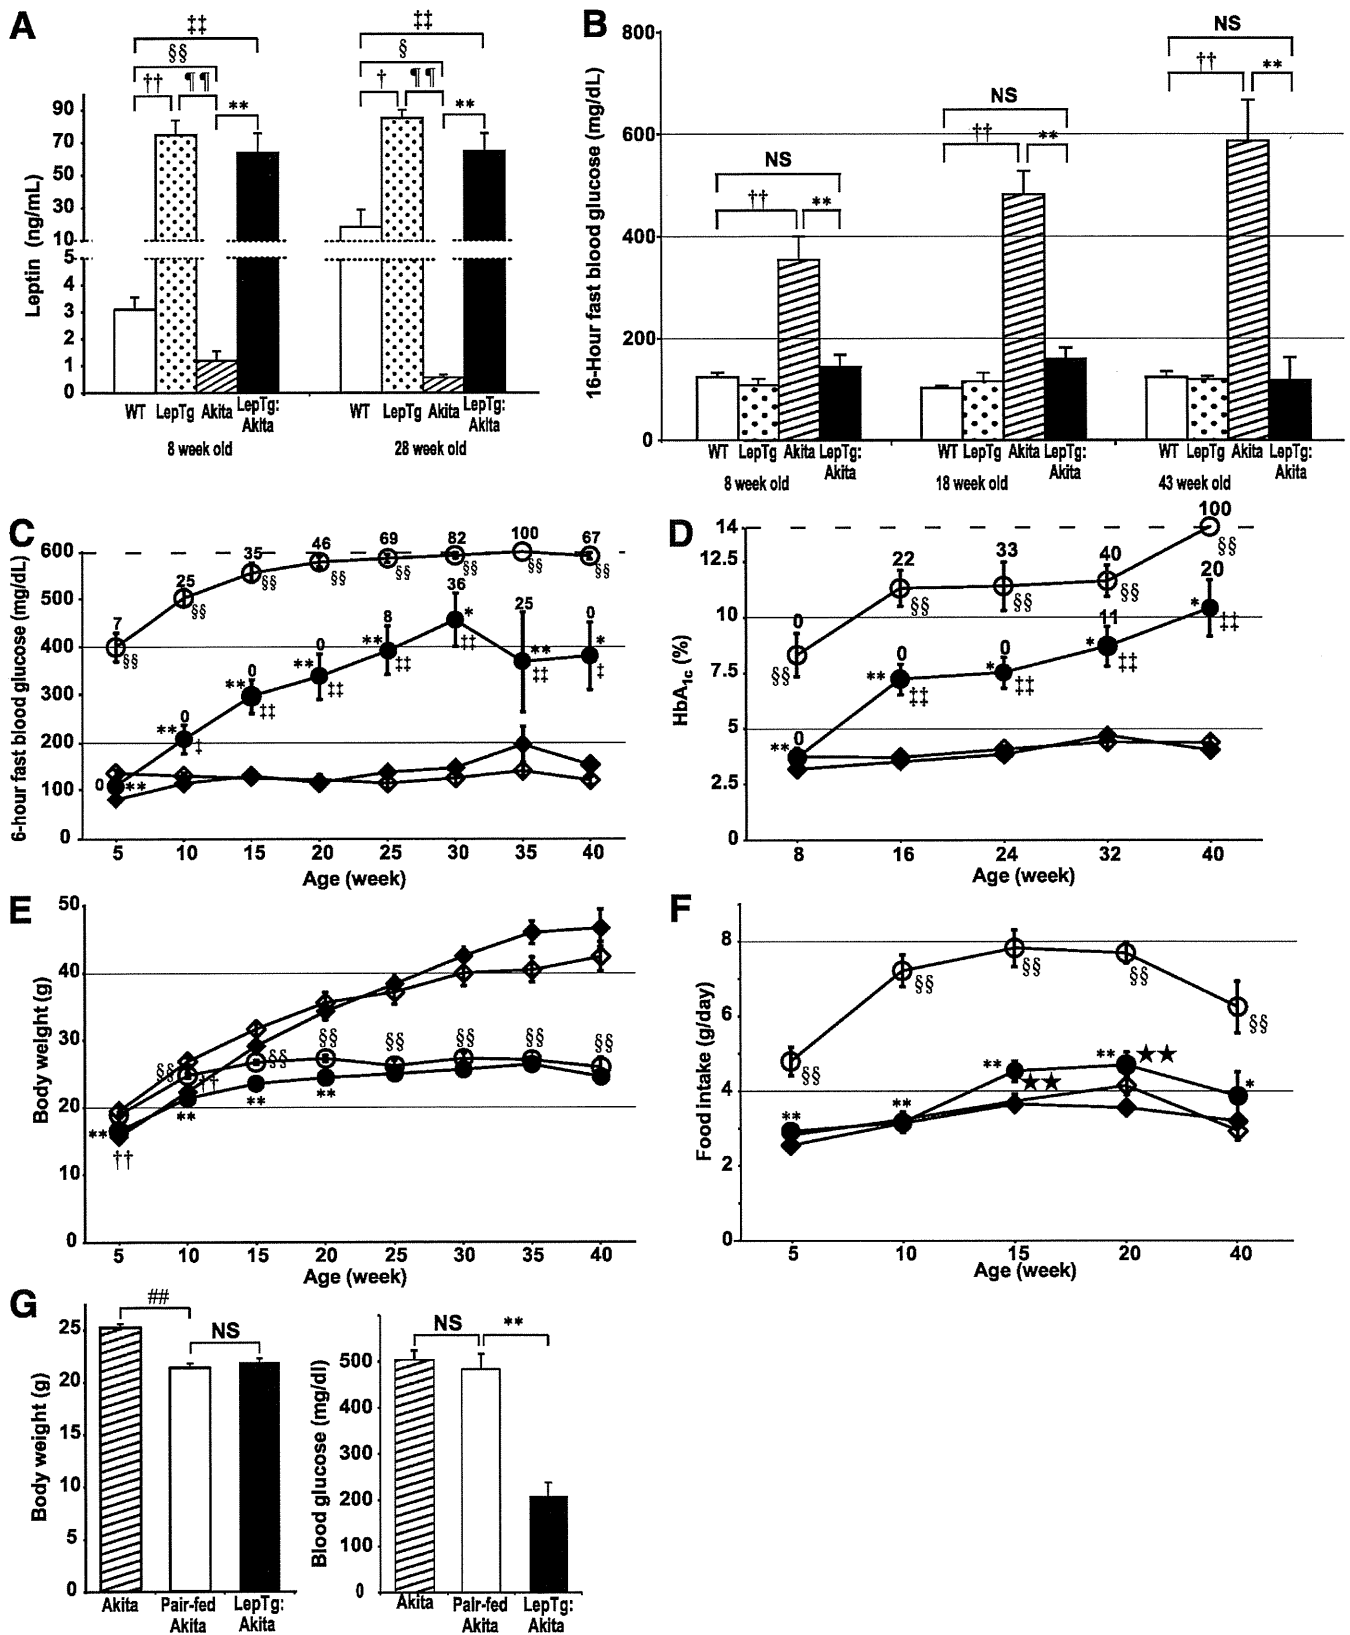 A
‡‡
§§
†† ¶¶
**
‡‡
§
† ¶¶
**
Leptin (ng/mL)
90
70
50
30
10
5
4
3
2
1
0
WT LepTg Akita LepTg: Akita
8 week old
WT LepTg Akita LepTg: Akita
28 week old
B
16-Hour fast blood glucose (mg/dL)
800
600
400
200
0
NS
†† **
NS
†† **
NS
†† **
WT LepTg Akita LepTg: Akita
8 week old
WT LepTg Akita LepTg: Akita
18 week old
WT LepTg Akita LepTg: Akita
43 week old
C
6-hour fast blood glucose (mg/dL)
600
500
400
300
200
100
0
7 25 35 46 69 82 100 67
§§ §§ §§ §§ §§ §§ §§ §§
0 0 0 0 8 36 25 0
** ** ** ** ** * ** *
‡ ‡‡ ‡‡ ‡‡ ‡‡ ‡‡ ‡
5 10 15 20 25 30 35 40
Age (week)
D
HbA1c (%)
14
12.5
10
7.5
5
2.5
0
0 22 33 40 100
§§ §§ §§ §§ §§
0 0 0 11 20
** ** * * *
‡‡ ‡‡ ‡‡ ‡‡
8 16 24 32 40
Age (week)
E
Body weight (g)
50
40
30
20
10
0
§§ §§ §§ §§ §§ §§ §§
†† ††
** ** ** **
5 10 15 20 25 30 35 40
Age (week)
F
Food intake (g/day)
8
6
4
2
0
§§ §§ §§ §§ §§
** ** ** ** *
★★ ★★
5 10 15 20 40
Age (week)
G
Body weight (g)
25
20
15
10
5
0
##
NS
Akita Pair-fed Akita LepTg: Akita
Blood glucose (mg/dl)
500
400
300
200
100
0
NS **
Akita Pair-fed Akita LepTg: Akita